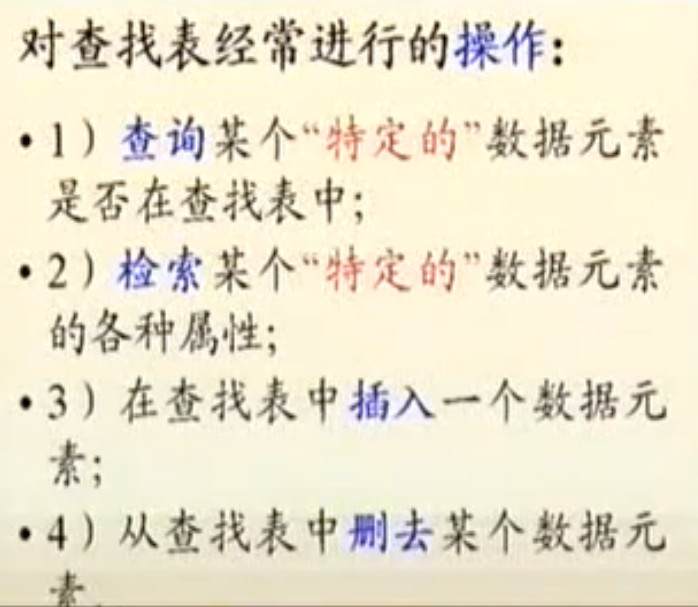 对查找表经常进行的操作：
• 1）查询某个“特定的”数据元素
是否在查找表中；
• 2）检索某个“特定的”数据元素
的各种属性；
• 3）在查找表中插入一个数据元
素；
• 4）从查找表中删去某个数据元
素.